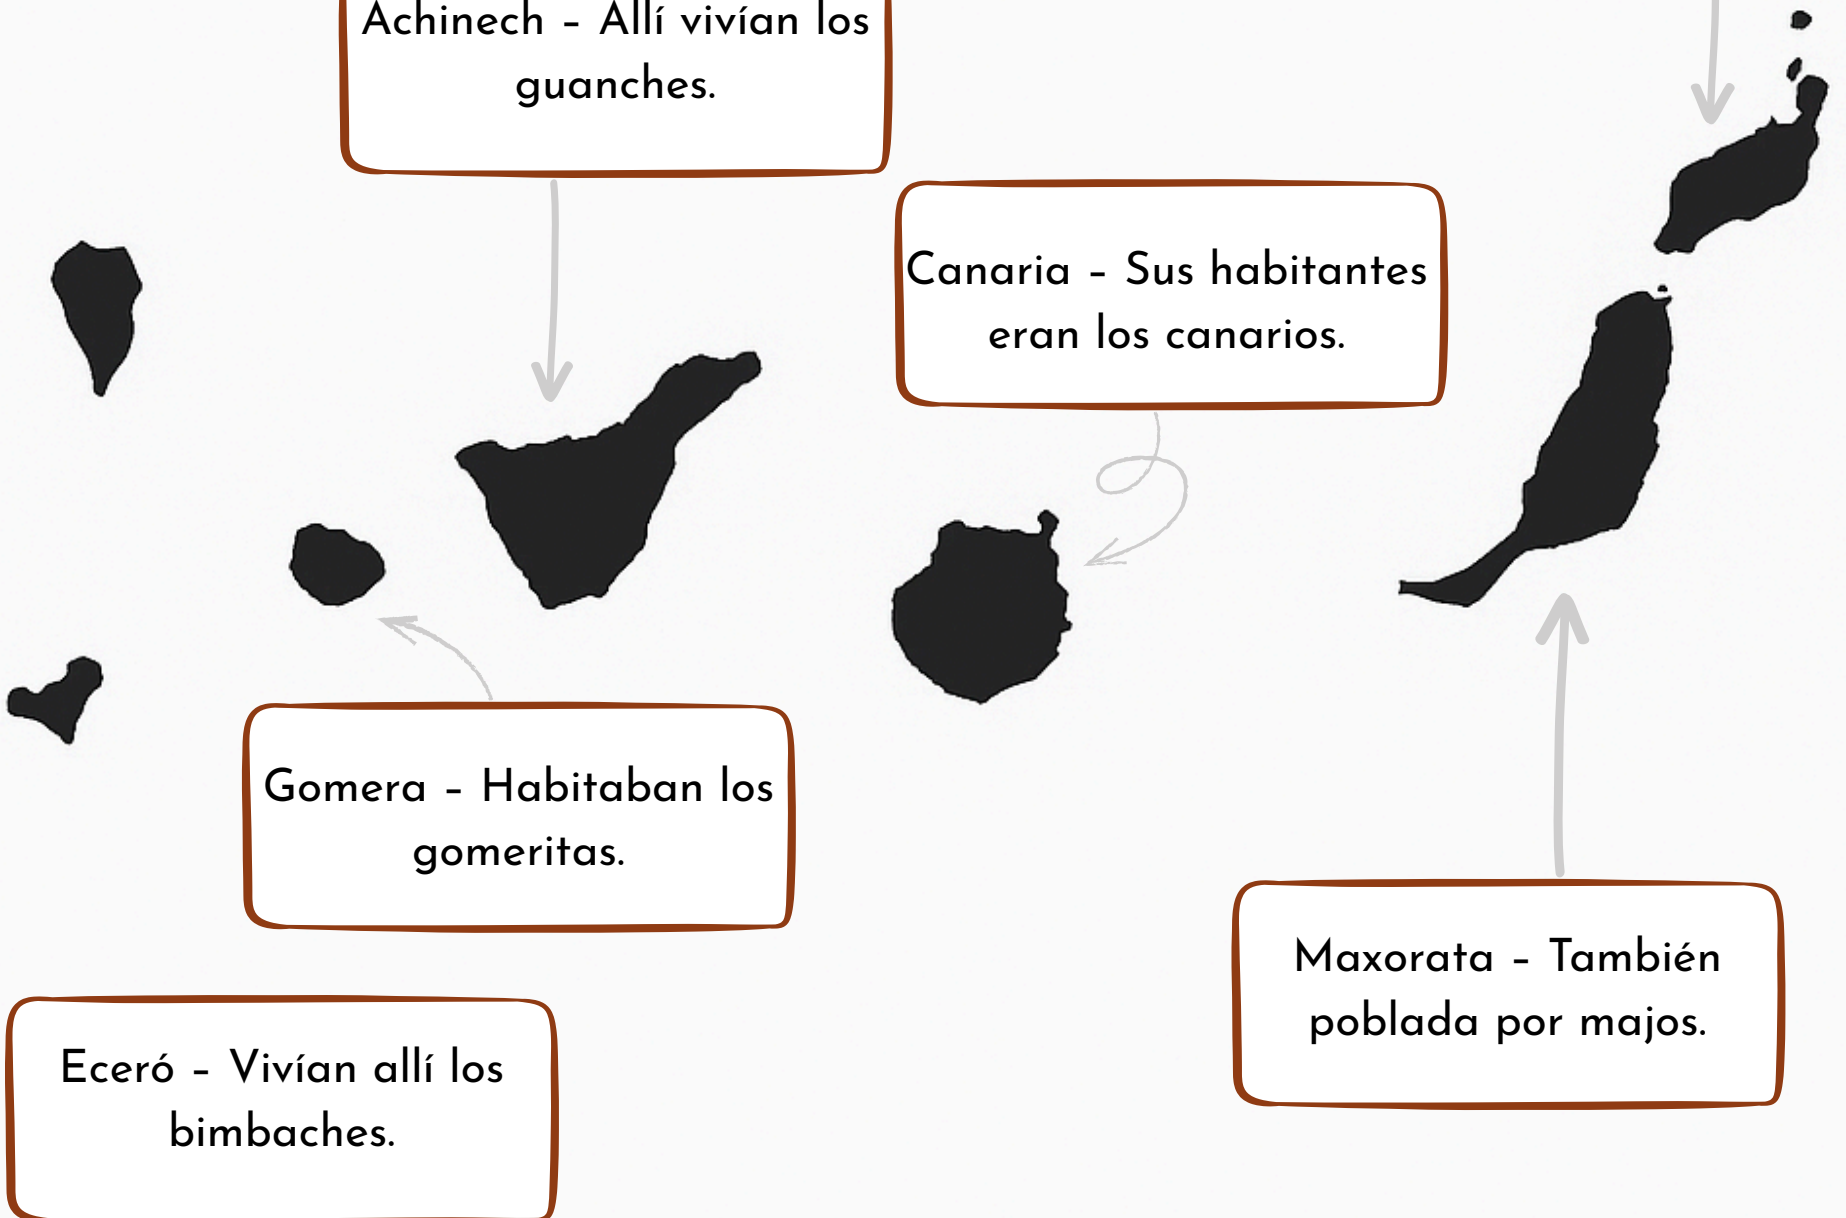 Achinech – Allí vivían los
guanches.
Canaria – Sus habitantes
eran los canarios.
Gomera – Habitaban los
gomeritas.
Maxorata – También
poblada por majos.
Eceró – Vivían allí los
bimbaches.